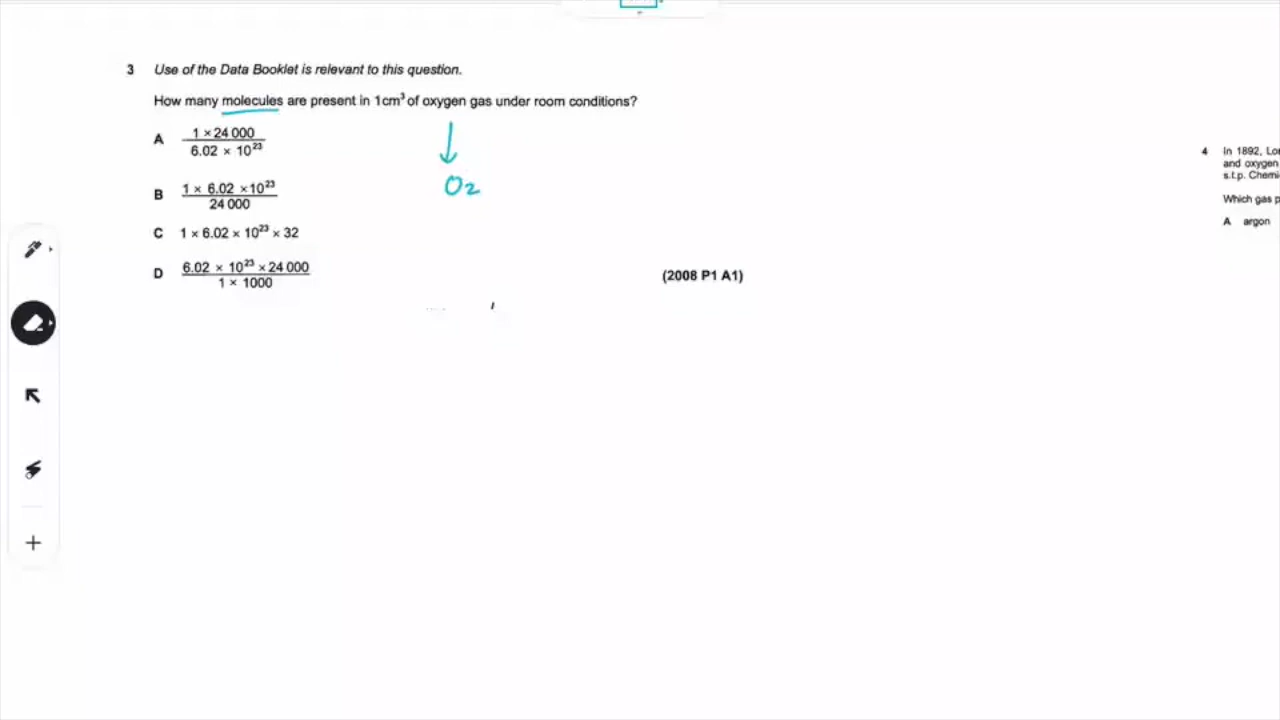 3 Use of the Data Booklet is relevant to this question.
How many molecules are present in 1 cm³ of oxygen gas under room conditions?
A 1 × 24 000
6.02 × 10²³
B 1 × 6.02 × 10²³
24 000
C 1 × 6.02 × 10²³ × 32
D 6.02 × 10²³ × 24 000
1 × 1000
O2
(2008 P1 A1)
4 In 1892,
and oxygen
s.t.p.
Which gas
A argon